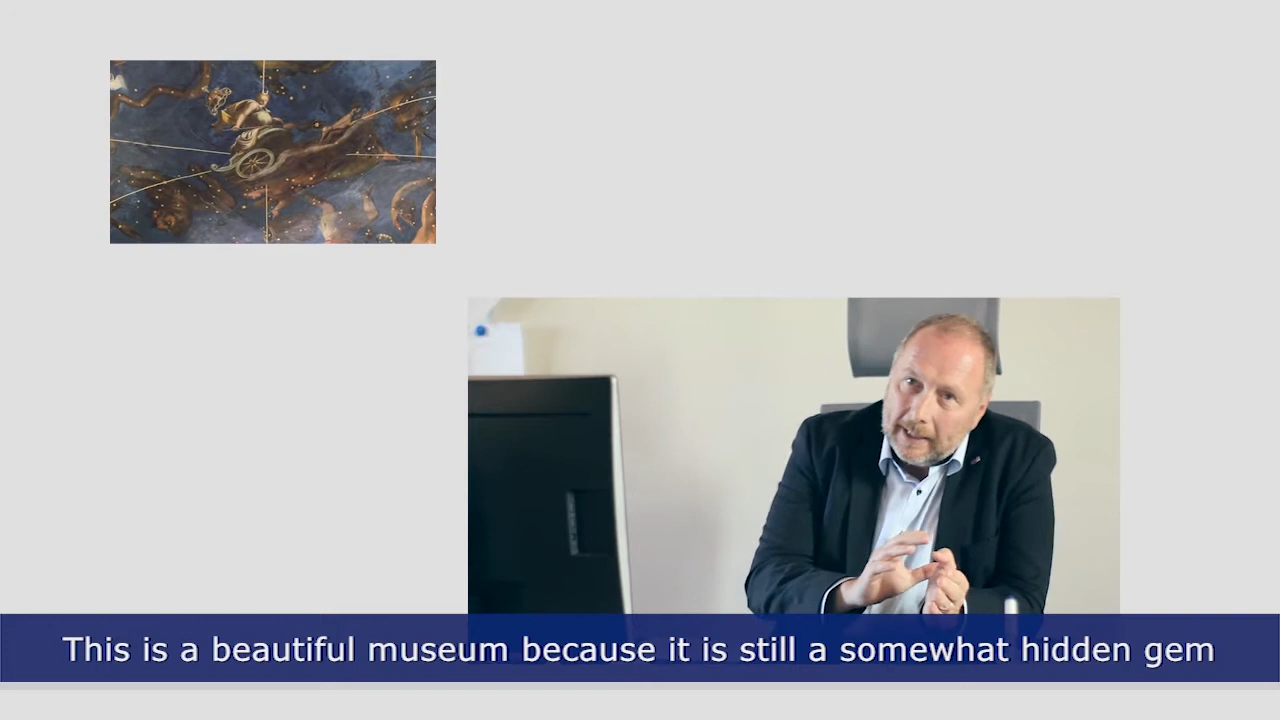 This is a beautiful museum because it is still a somewhat hidden gem